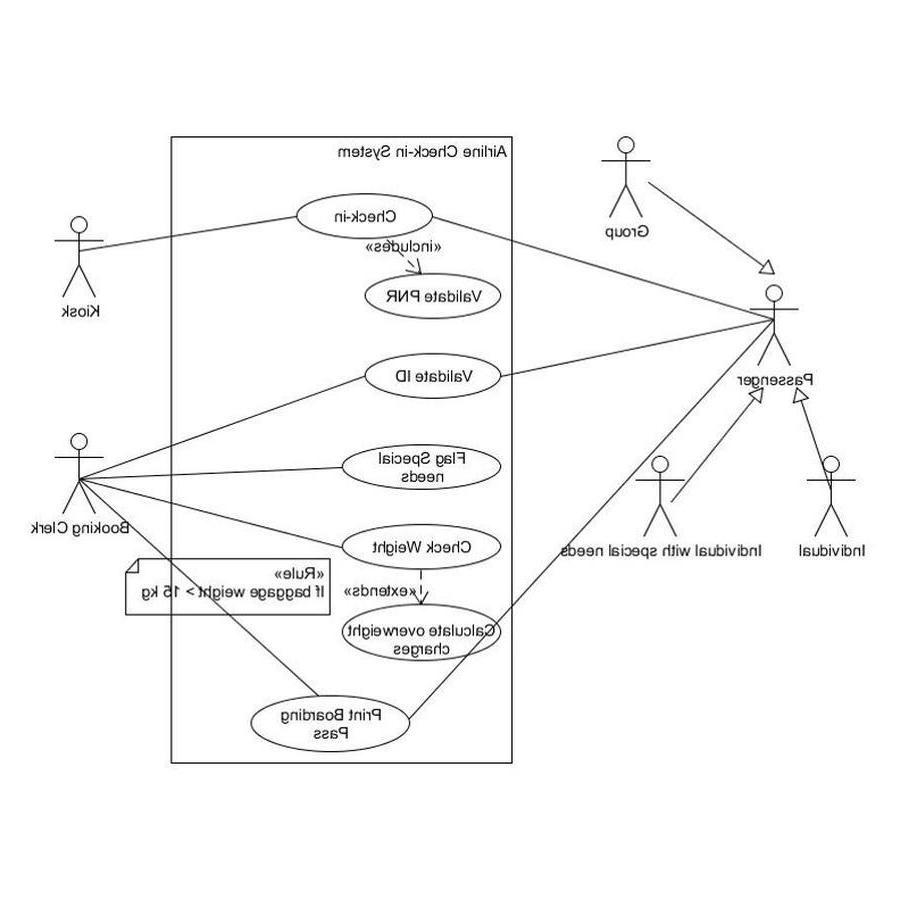 Airline Check-in System
Group
Check-in
«includes»
Kiosk
Validate PNR
Passenger
Validate ID
Flag Special
needs
Booking Clerk
Check Weight
Individual with special needs
Individual
«Rule»
If baggage weight > 15 kg
«extends»
Calculate overweight
charges
Print Boarding
Pass